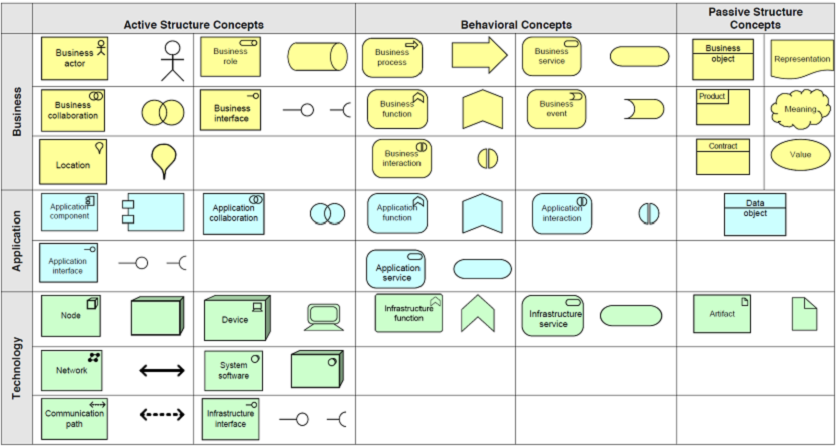 Active Structure Concepts
Behavioral Concepts
Passive Structure
Concepts
Business
Business
actor
Business
role
Business
process
Business
service
Business
object
Representation
Business
collaboration
Business
interface
Business
function
Business
event
Product
Meaning
Location
Business
interaction
Contract
Value
Application
Application
component
Application
collaboration
Application
function
Application
interaction
Data
object
Application
interface
Application
service
Technology
Node
Device
Infrastructure
function
Infrastructure
service
Artifact
Network
System
software
Communication
path
Infrastructure
interface